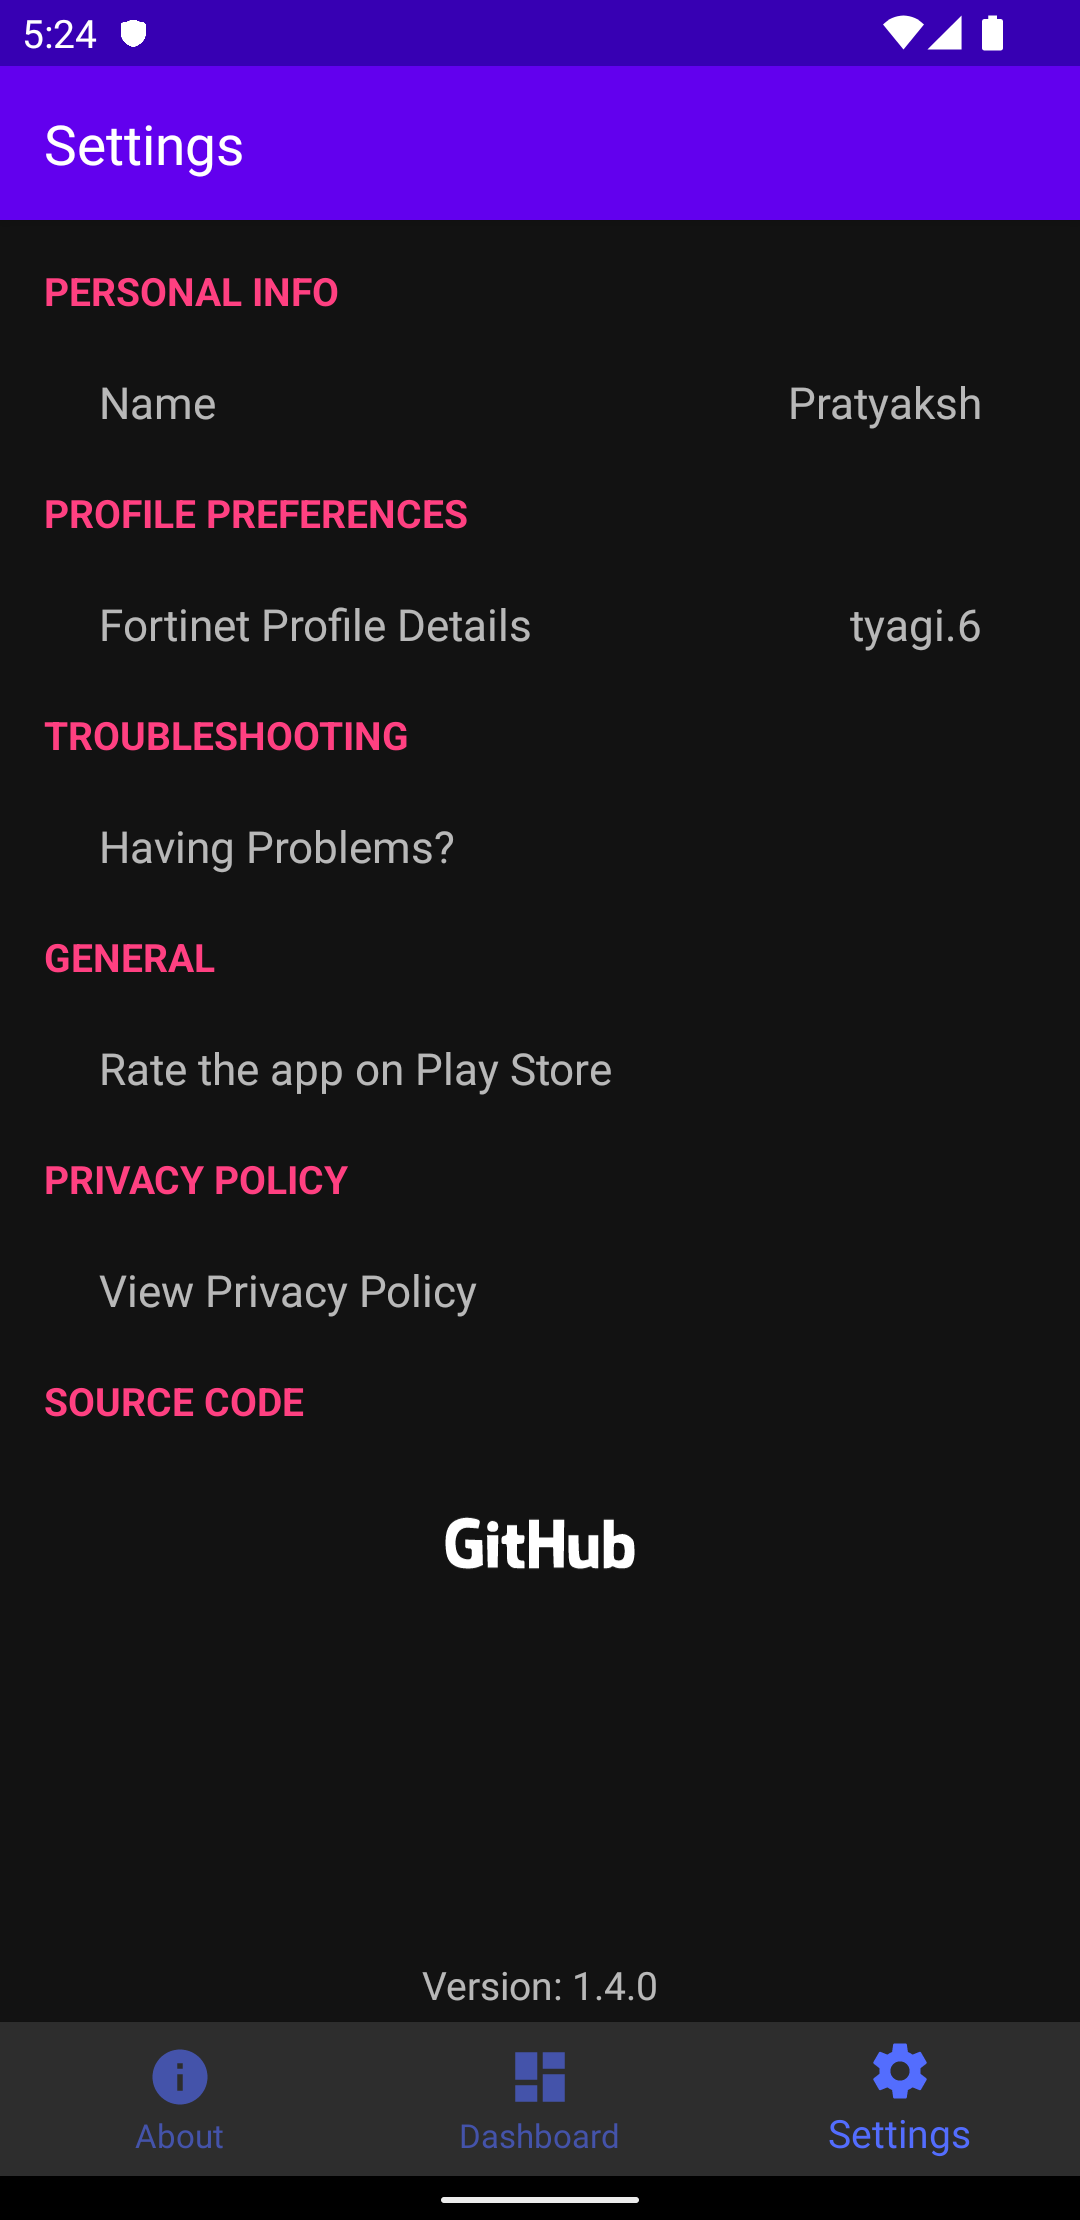 5:24
Settings
PERSONAL INFO
Name Pratyaksh
PROFILE PREFERENCES
Fortinet Profile Details tyagi.6
TROUBLESHOOTING
Having Problems?
GENERAL
Rate the app on Play Store
PRIVACY POLICY
View Privacy Policy
SOURCE CODE
GitHub
Version: 1.4.0
About Dashboard Settings